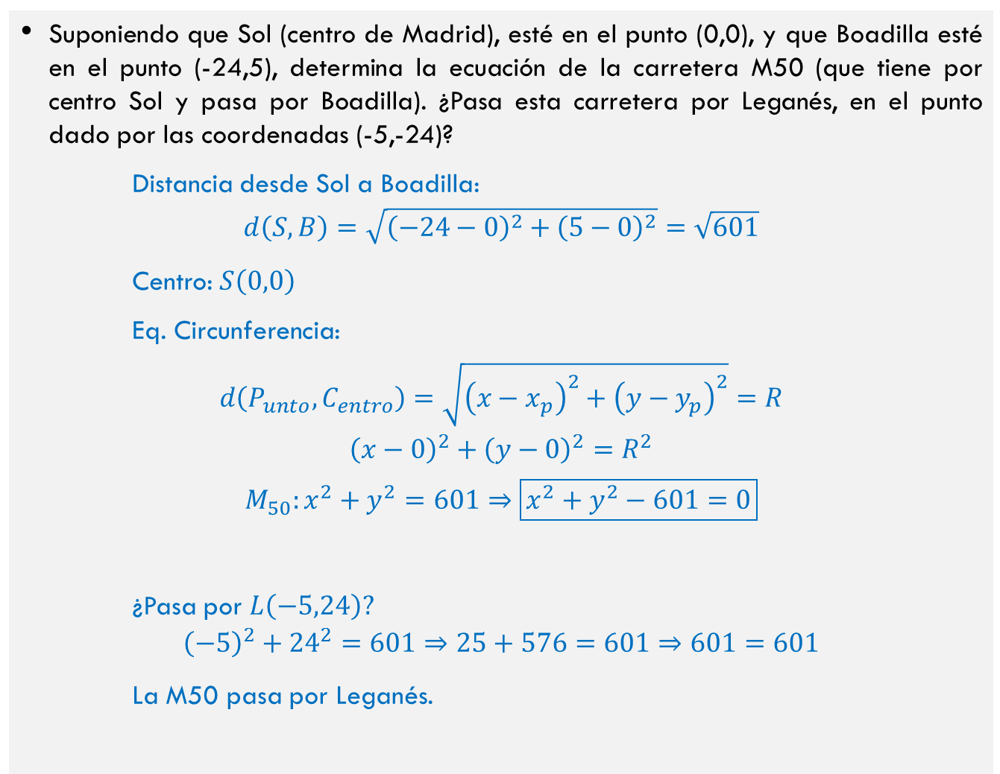 • Suponiendo que Sol (centro de Madrid), esté en el punto (0,0), y que Boadilla esté
en el punto (-24,5), determina la ecuación de la carretera M50 (que tiene por
centro Sol y pasa por Boadilla). ¿Pasa esta carretera por Leganés, en el punto
dado por las coordenadas (-5,-24)?
Distancia desde Sol a Boadilla:
d(S, B) = √((−24 − 0)² + (5 − 0)²) = √601
Centro: S(0,0)
Eq. Circunferencia:
d(P_unto, C_entro) = √((x − x_p)² + (y − y_p)²) = R
(x − 0)² + (y − 0)² = R²
M₅₀: x² + y² = 601 ⇒ x² + y² − 601 = 0
¿Pasa por L(−5,24)?
(−5)² + 24² = 601 ⇒ 25 + 576 = 601 ⇒ 601 = 601
La M50 pasa por Leganés.